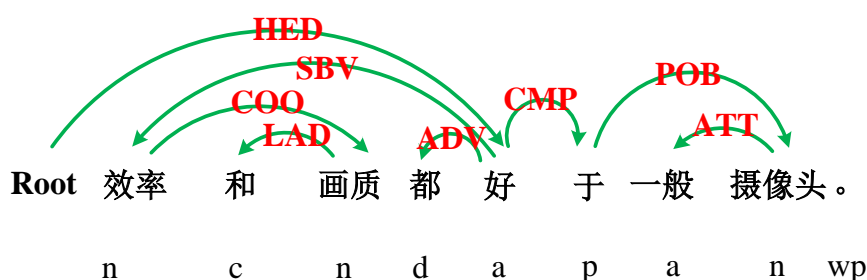 HED
SBV
COO CMP POB
LAD ADV ATT
Root 效率 和 画质 都 好 于 一般 摄像头。
n c n d a p a n wp